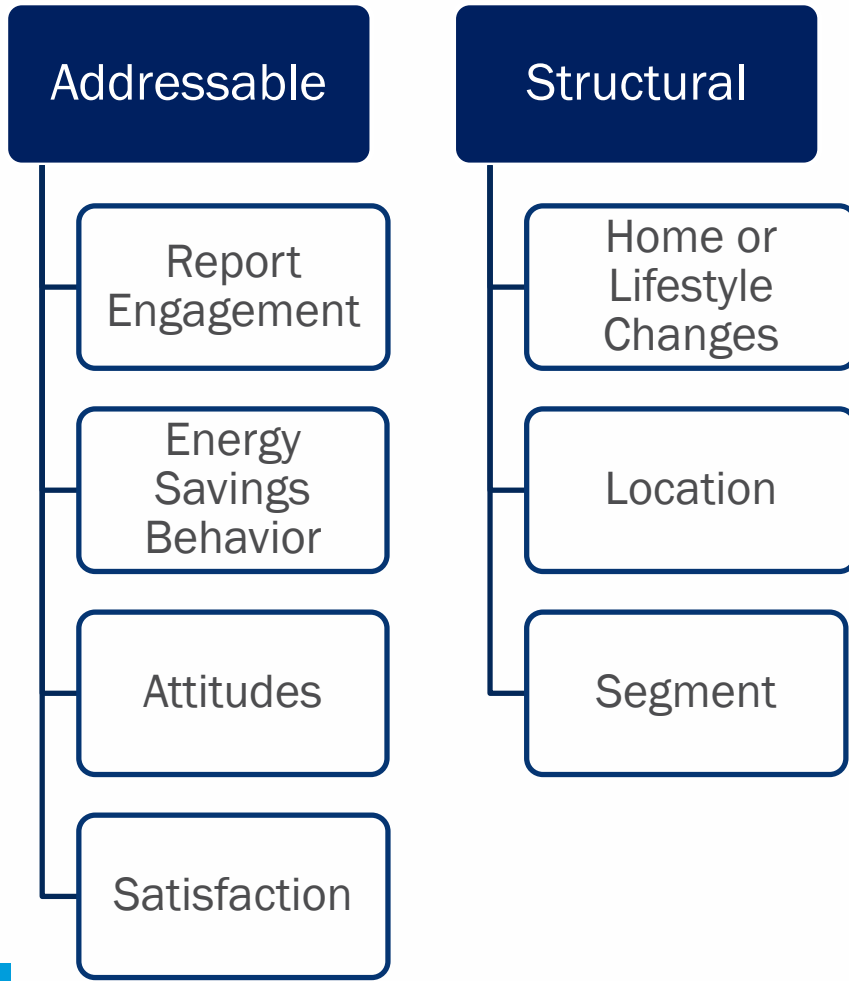 Addressable
Report
Engagement
Energy
Savings
Behavior
Attitudes
Satisfaction
Structural
Home or
Lifestyle
Changes
Location
Segment